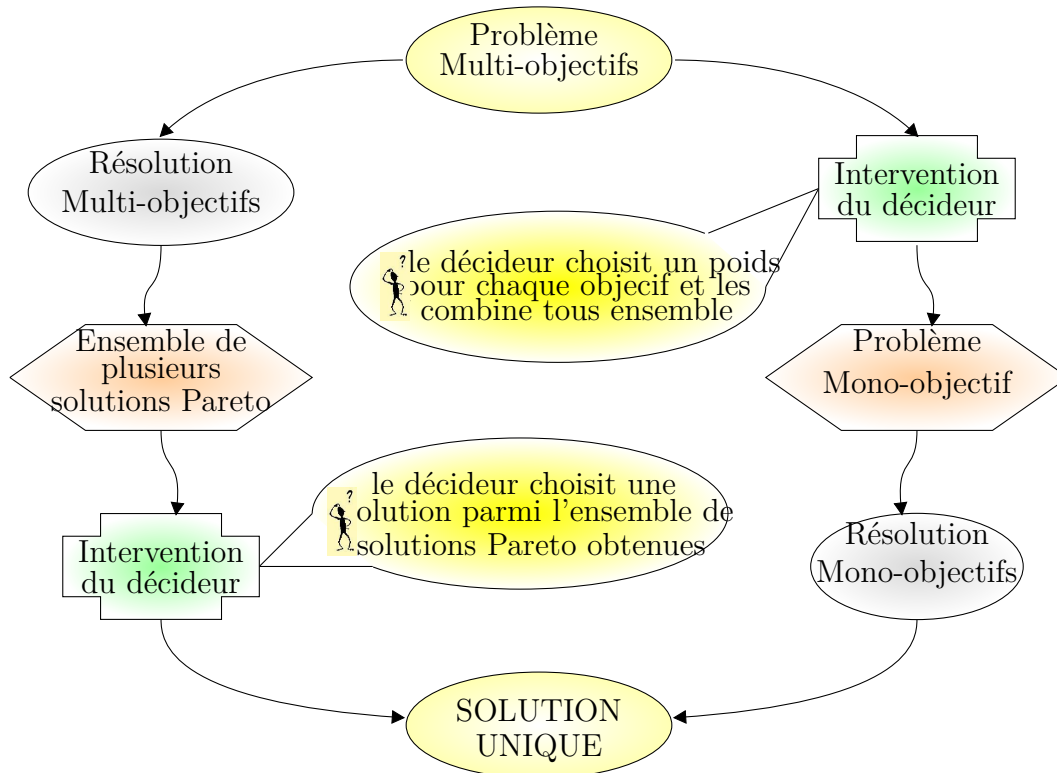 Problème
Multi-objectifs
Résolution
Multi-objectifs
Intervention
du décideur
le décideur choisit un poids
pour chaque objecif et les
combine tous ensemble
Ensemble de
plusieurs
solutions Pareto
Problème
Mono-objectif
le décideur choisit une
olution parmi l'ensemble de
solutions Pareto obtenues
Intervention
du décideur
Résolution
Mono-objectifs
SOLUTION
UNIQUE